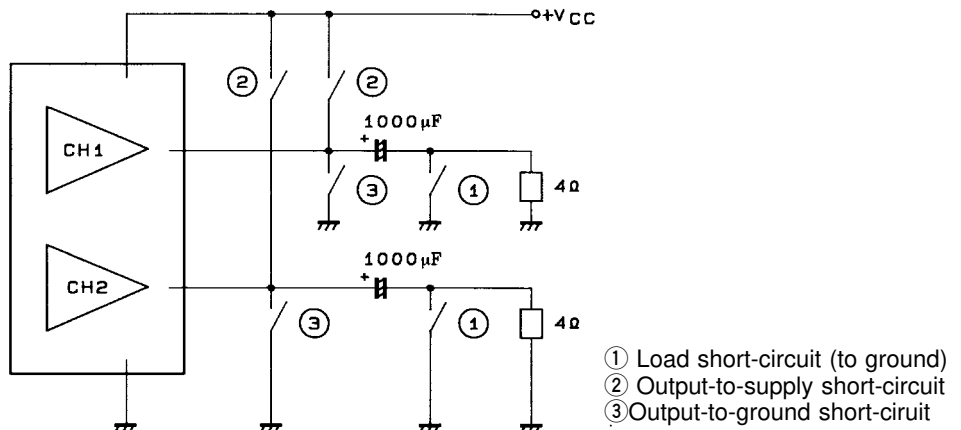 +VCC
② ②
1000μF
+
CH1
③ ① 4Ω
1000μF
+
CH2
③ ① 4Ω
① Load short-circuit (to ground)
② Output-to-supply short-circuit
③Output-to-ground short-ciruit